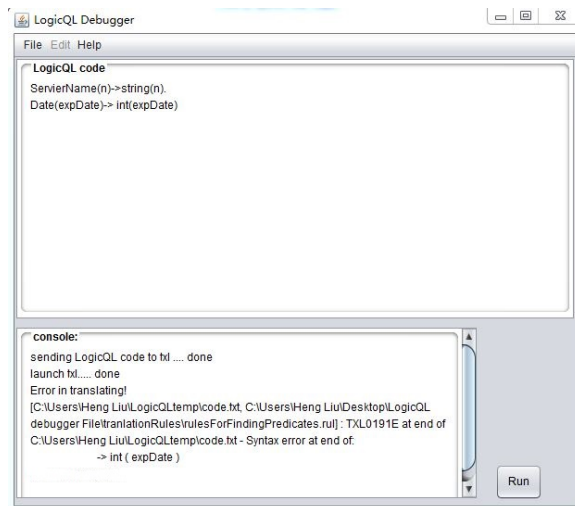 LogicQL Debugger
File Edit Help
LogicQL code
ServierName(n)->string(n).
Date(expDate)-> int(expDate)
console:
sending LogicQL code to txl .... done
launch txl..... done
Error in translating!
[C:\Users\Heng Liu\LogicQLtemp\code.txt, C:\Users\Heng Liu\Desktop\LogicQL
debugger File\tranlationRules\rulesForFindingPredicates.rul] : TXL0191E at end of
C:\Users\Heng Liu\LogicQLtemp\code.txt - Syntax error at end of:
-> int ( expDate )
Run